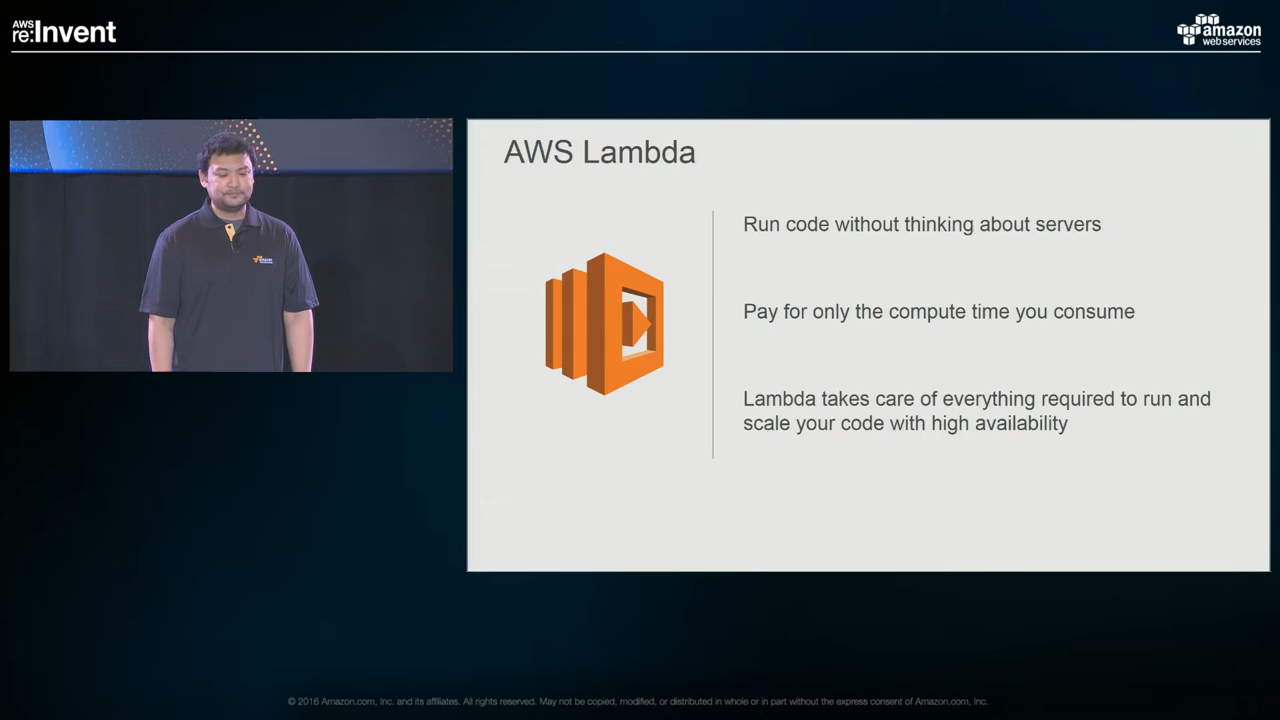 AWS
re:Invent
amazon
web services
AWS Lambda
Run code without thinking about servers
Pay for only the compute time you consume
Lambda takes care of everything required to run and
scale your code with high availability
© 2016 Amazon.com, Inc. and its affiliates. All rights reserved. May not be copied, modified, or distributed in whole or in part without the express consent of Amazon.com, Inc.